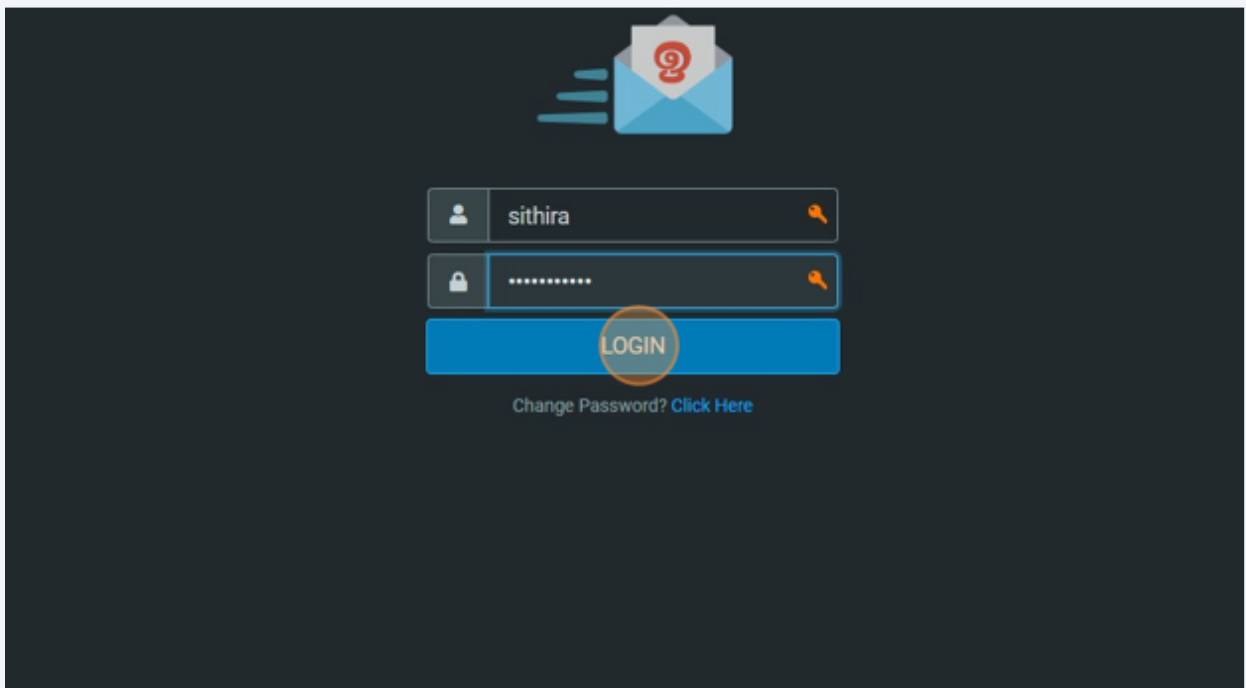 இ
sithira
•••••••••••
LOGIN
Change Password? Click Here